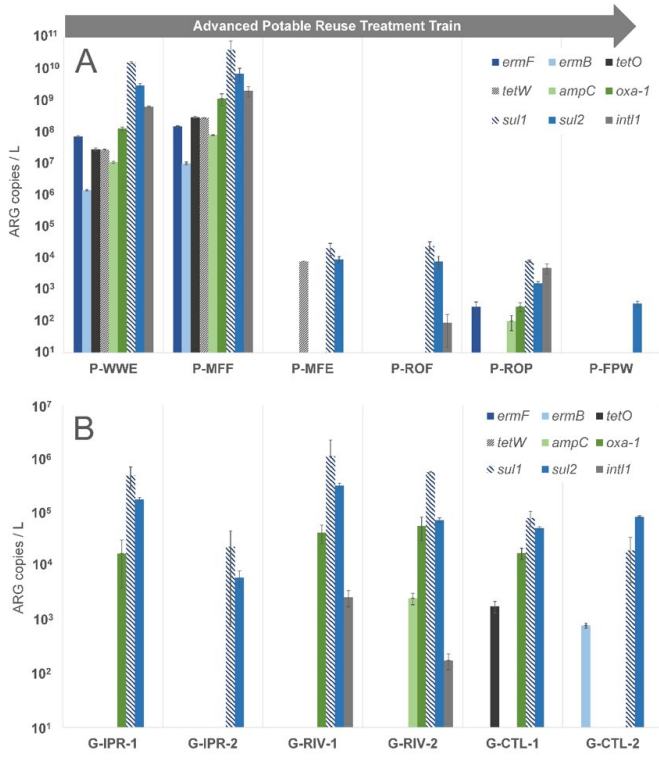 Advanced Potable Reuse Treatment Train
A
10¹¹
10¹⁰
10⁹
10⁸
10⁷
10⁶
10⁵
10⁴
10³
10²
10¹
ARG copies / L
ermF ermB tetO
tetW ampC oxa-1
sul1 sul2 intI1
P-WWE P-MFF P-MFE P-ROF P-ROP P-FPW
B
10⁷
10⁶
10⁵
10⁴
10³
10²
10¹
ARG copies / L
ermF ermB tetO
tetW ampC oxa-1
sul1 sul2 intI1
G-IPR-1 G-IPR-2 G-RIV-1 G-RIV-2 G-CTL-1 G-CTL-2